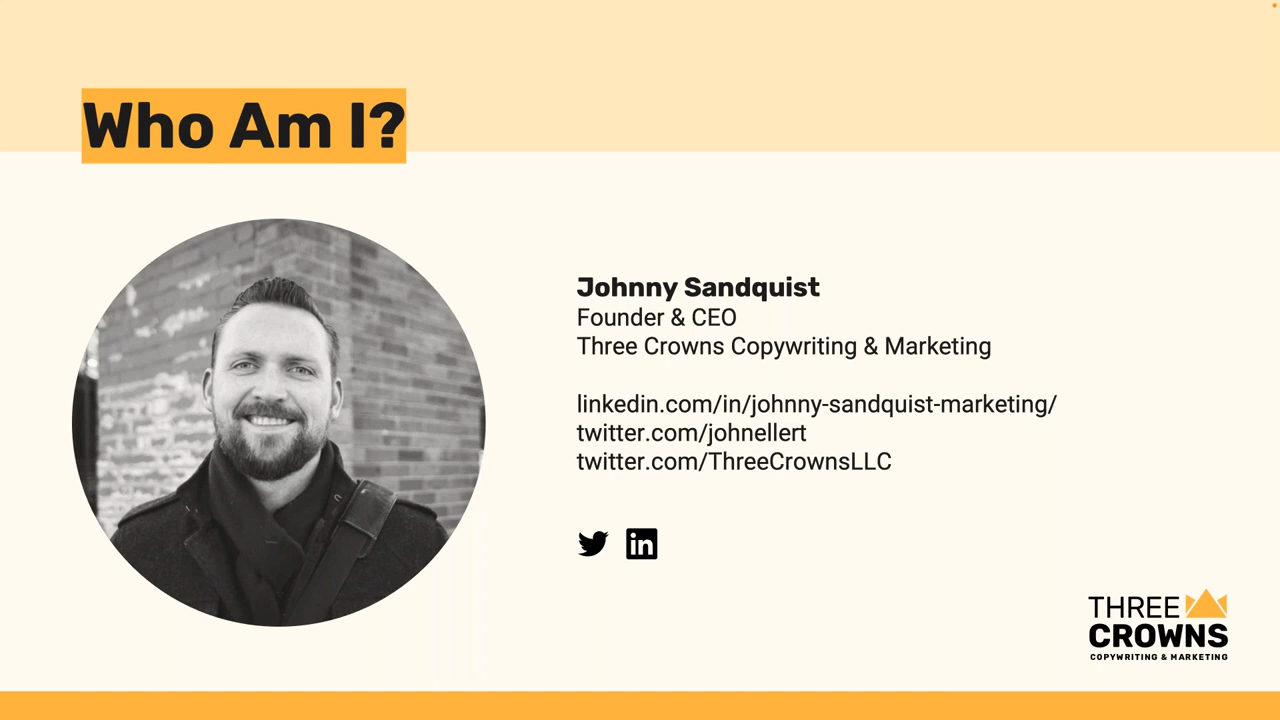 Who Am I?
Johnny Sandquist
Founder & CEO
Three Crowns Copywriting & Marketing
linkedin.com/in/johnny-sandquist-marketing/
twitter.com/johnellert
twitter.com/ThreeCrownsLLC
in
THREE
CROWNS
COPYWRITING & MARKETING